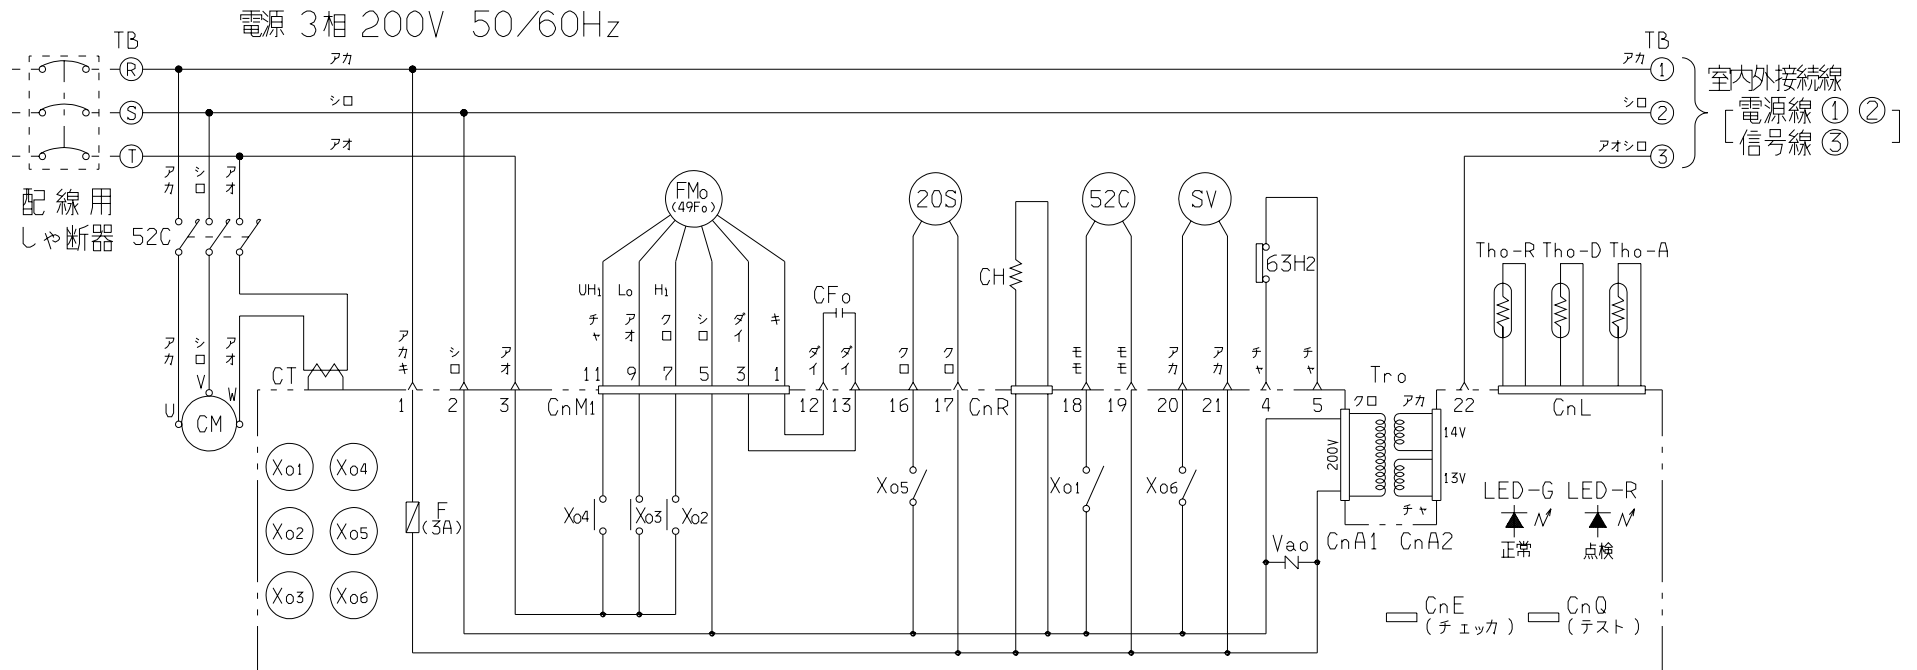 電源 3相 200V 50/60Hz
TB
TB
R
アカ
アカ
1
室内外接続線
S
シロ
シロ
2
電源線 ① ②
T
アオ
アオシロ
3
信号線 ③
配線用
しゃ断器
アカ
シロ
アオ
52C
FMo
(49Fo)
20S
52C
SV
63H2
CH
CFo
Tho-R
Tho-D
Tho-A
UH1
Lo
H1
チャ
アオ
クロ
シロ
ダイ
キ
アカ
シロ
アオ
アカキ
シロ
アオ
ダイ
ダイ
クロ
クロ
モモ
モモ
アカ
アカ
チャ
チャ
CT
11
9
7
5
3
1
Tro
U
V
W
CM
1
2
3
CnM1
12
13
16
17
CnR
18
19
20
21
4
5
クロ
アカ
22
CnL
200V
14V
13V
チャ
CnA1
CnA2
Xo1
Xo4
Xo2
Xo5
Xo3
Xo6
F
(3A)
Xo4
Xo3
Xo2
Xo5
Xo1
Xo6
Vao
LED-G
LED-R
正常
点検
CnE
(チェッカ)
CnQ
(テスト)